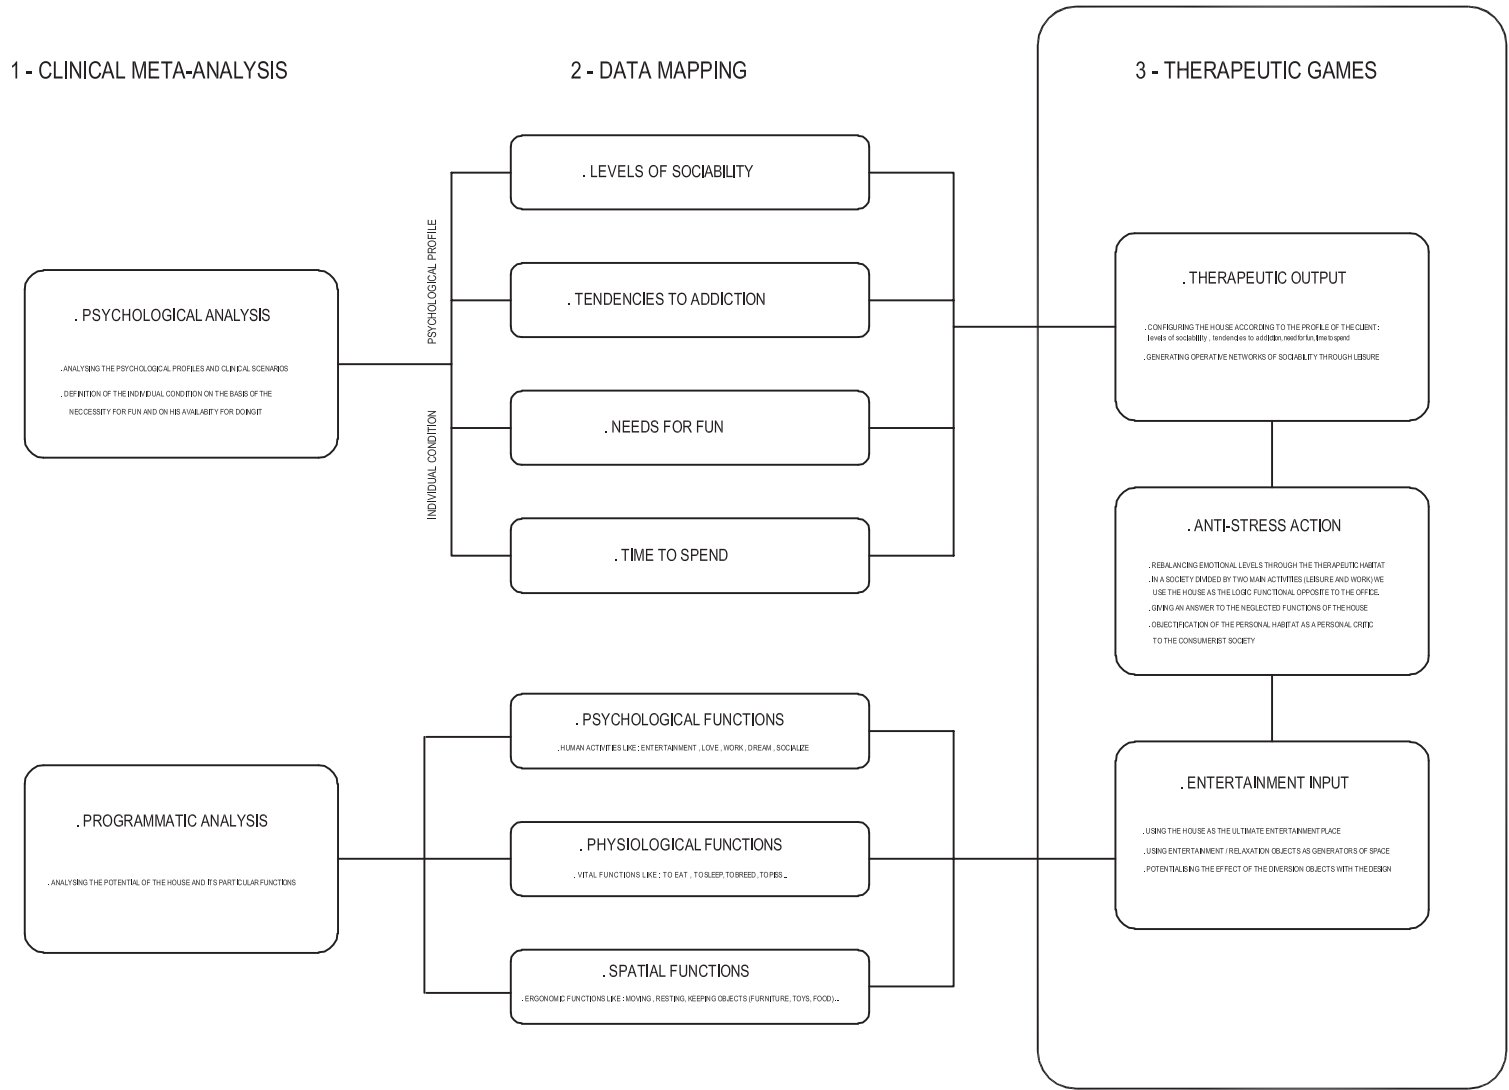 1 - CLINICAL META-ANALYSIS
2 - DATA MAPPING
3 - THERAPEUTIC GAMES
. PSYCHOLOGICAL ANALYSIS
. ANALYSING THE PSYCHOLOGICAL PROFILES AND CLINICAL SCENARIOS
. DEFINITION OF THE INDIVIDUAL CONDITION ON THE BASIS OF THE
NECCESSITY FOR FUN AND ON HIS AVAILABITY FOR DOING IT
PSYCHOLOGICAL PROFILE
INDIVIDUAL CONDITION
. LEVELS OF SOCIABILITY
. TENDENCIES TO ADDICTION
. NEEDS FOR FUN
. TIME TO SPEND
. THERAPEUTIC OUTPUT
. CONFIGURING THE HOUSE ACCORDING TO THE PROFILE OF THE CLIENT :
levels of sociability , tendencies to addiction, need for fun, time to spend
. GENERATING OPERATIVE NETWORKS OF SOCIABILITY THROUGH LEISURE
. ANTI-STRESS ACTION
. REBALANCING EMOTIONAL LEVELS THROUGH THE THERAPEUTIC HABITAT
. IN A SOCIETY DIVIDED BY TWO MAIN ACTIVITIES (LEISURE AND WORK) WE
USE THE HOUSE AS THE LOGIC FUNCTIONAL OPPOSITE TO THE OFFICE.
. GIVING AN ANSWER TO THE NEGLECTED FUNCTIONS OF THE HOUSE
. OBJECTIFICATION OF THE PERSONAL HABITAT AS A PERSONAL CRITIC
TO THE CONSUMERIST SOCIETY
. PROGRAMMATIC ANALYSIS
. ANALYSING THE POTENTIAL OF THE HOUSE AND ITS PARTICULAR FUNCTIONS
. PSYCHOLOGICAL FUNCTIONS
. HUMAN ACTIVITIES LIKE : ENTERTAINMENT , LOVE , WORK , DREAM , SOCIALIZE
. PHYSIOLOGICAL FUNCTIONS
. VITAL FUNCTIONS LIKE : TO EAT , TO SLEEP, TO BREED , TO PISS ...
. SPATIAL FUNCTIONS
. ERGONOMIC FUNCTIONS LIKE : MOVING , RESTING, KEEPING OBJECTS (FURNITURE, TOYS, FOOD) ...
. ENTERTAINMENT INPUT
. USING THE HOUSE AS THE ULTIMATE ENTERTAINMENT PLACE
. USING ENTERTAINMENT / RELAXATION OBJECTS AS GENERATORS OF SPACE
. POTENTIALISING THE EFFECT OF THE DIVERSION OBJECTS WITH THE DESIGN